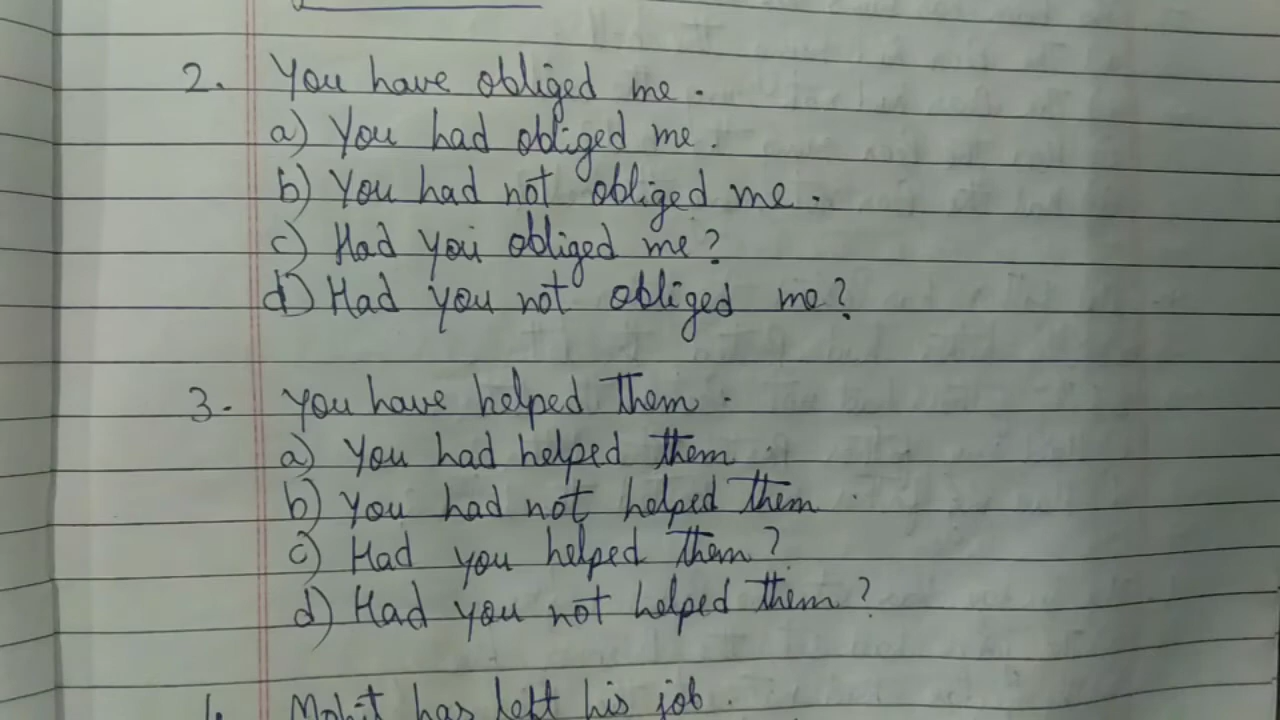 2. You have obliged me.
a) You had obliged me.
b) You had not obliged me.
c) Had you obliged me?
d) Had you not obliged me?
3. You have helped them.
a) You had helped them
b) You had not helped them.
c) Had you helped them?
d) Had you not helped them?
4. Mohit has left his job.